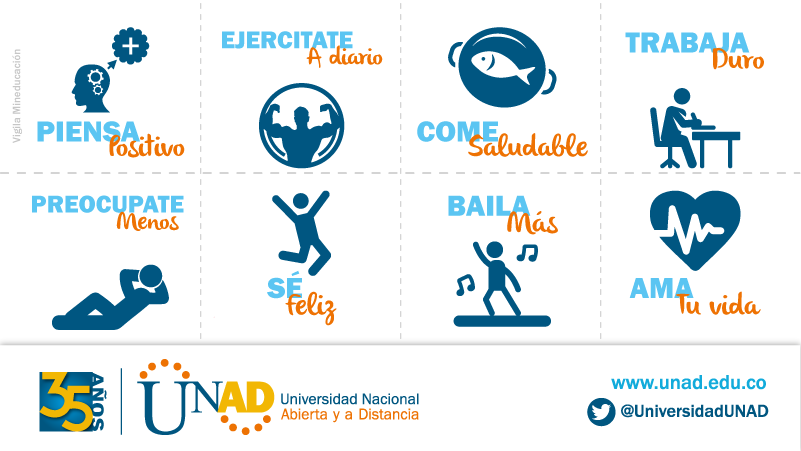 Vigila Mineducación
PIENSA
Positivo
EJERCITATE
A diario
COME
Saludable
TRABAJA
Duro
PREOCUPATE
Menos
SÉ
Feliz
BAILA
Más
AMA
Tu vida
35
AÑOS
UNAD
Universidad Nacional
Abierta y a Distancia
www.unad.edu.co
@UniversidadUNAD